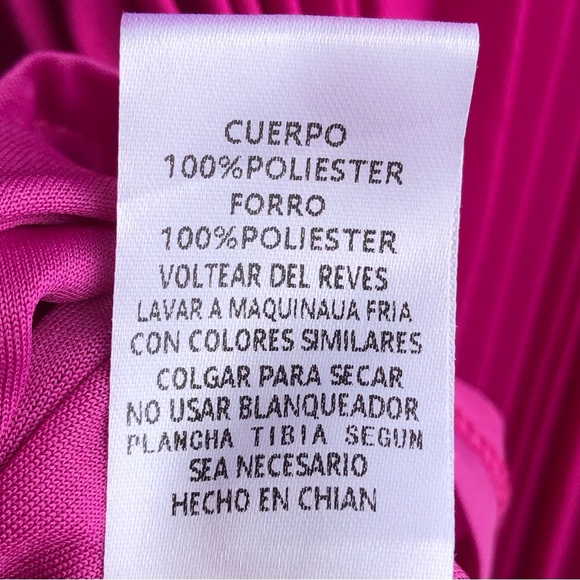 CUERPO
100%POLIESTER
FORRO
100%POLIESTER
VOLTEAR DEL REVES
LAVAR A MAQUINAUA FRIA
CON COLORES SIMILARES
COLGAR PARA SECAR
NO USAR BLANQUEADOR
PLANCHA TIBIA SEGUN
SEA NECESARIO
HECHO EN CHIAN